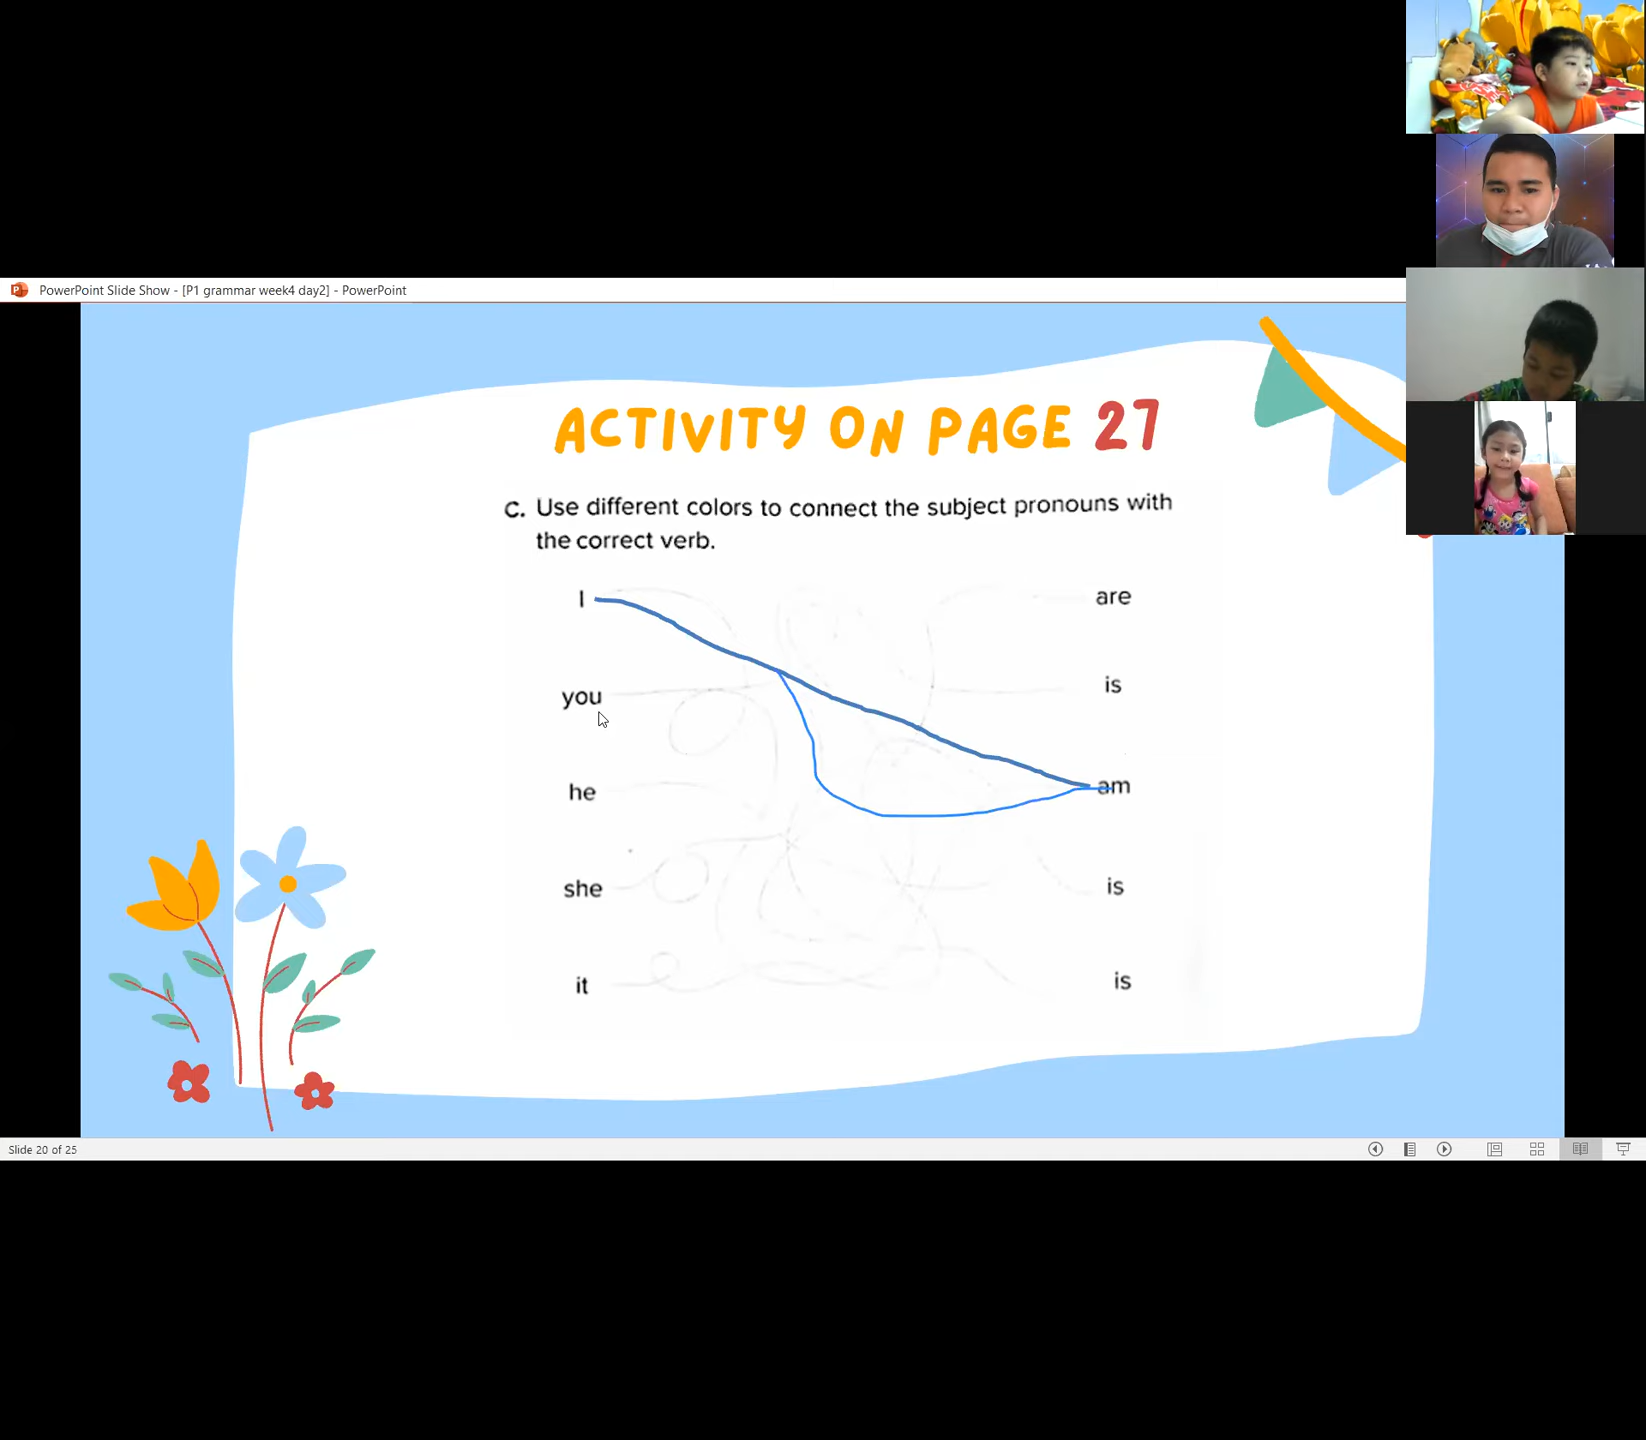 PowerPoint Slide Show - [P1 grammar week4 day2] - PowerPoint
ACTIVITY ON PAGE 27
C. Use different colors to connect the subject pronouns with
the correct verb.
I are
you is
he am
she is
it is
Slide 20 of 25